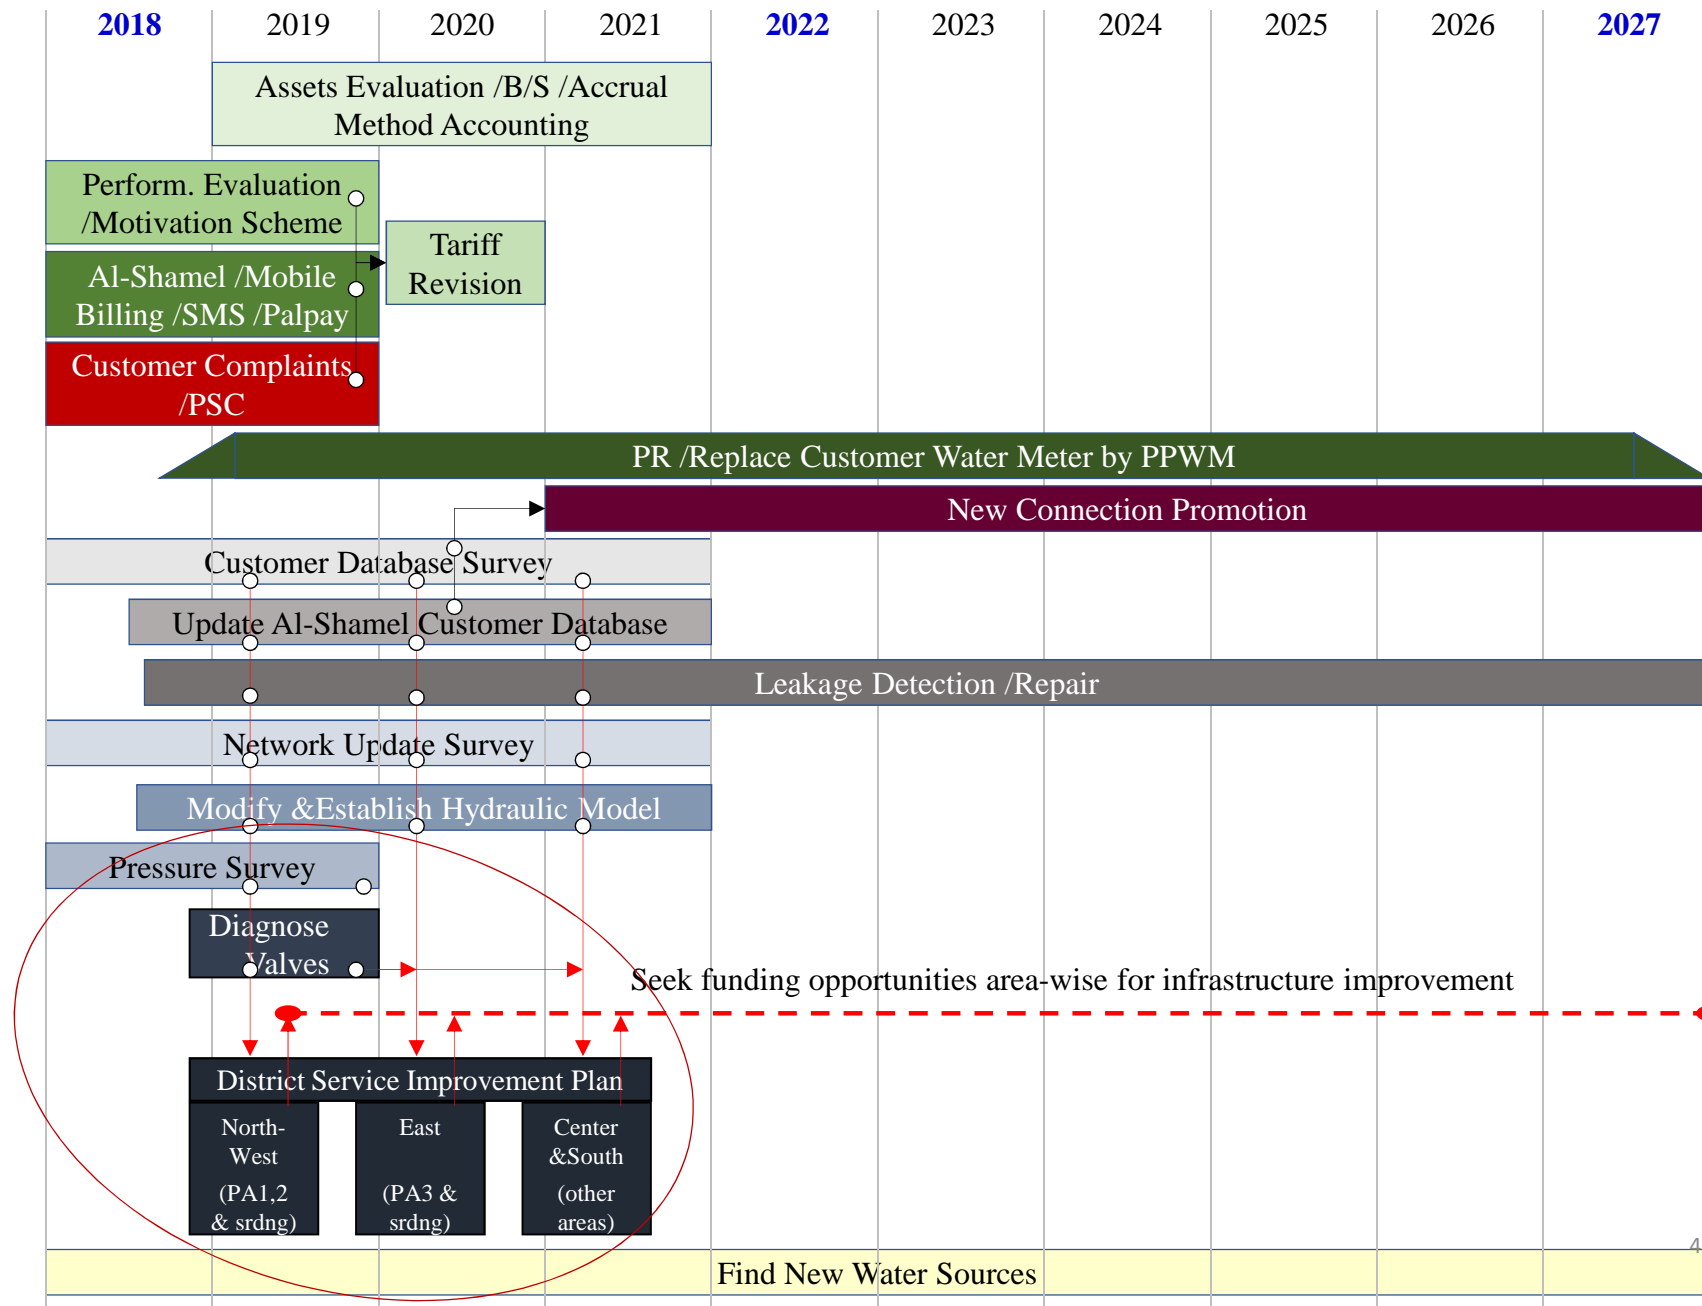 2018 2019 2020 2021 2022 2023 2024 2025 2026 2027
Assets Evaluation /B/S /Accrual
Method Accounting
Perform. Evaluation
/Motivation Scheme
Tariff
Revision
Al-Shamel /Mobile
Billing /SMS /Palpay
Customer Complaints
/PSC
PR /Replace Customer Water Meter by PPWM
New Connection Promotion
Customer Database Survey
Update Al-Shamel Customer Database
Leakage Detection /Repair
Network Update Survey
Modify &Establish Hydraulic Model
Pressure Survey
Diagnose
Valves
Seek funding opportunities area-wise for infrastructure improvement
District Service Improvement Plan
North-
West
(PA1,2
& srdng)
East
(PA3 &
srdng)
Center
&South
(other
areas)
4
Find New Water Sources